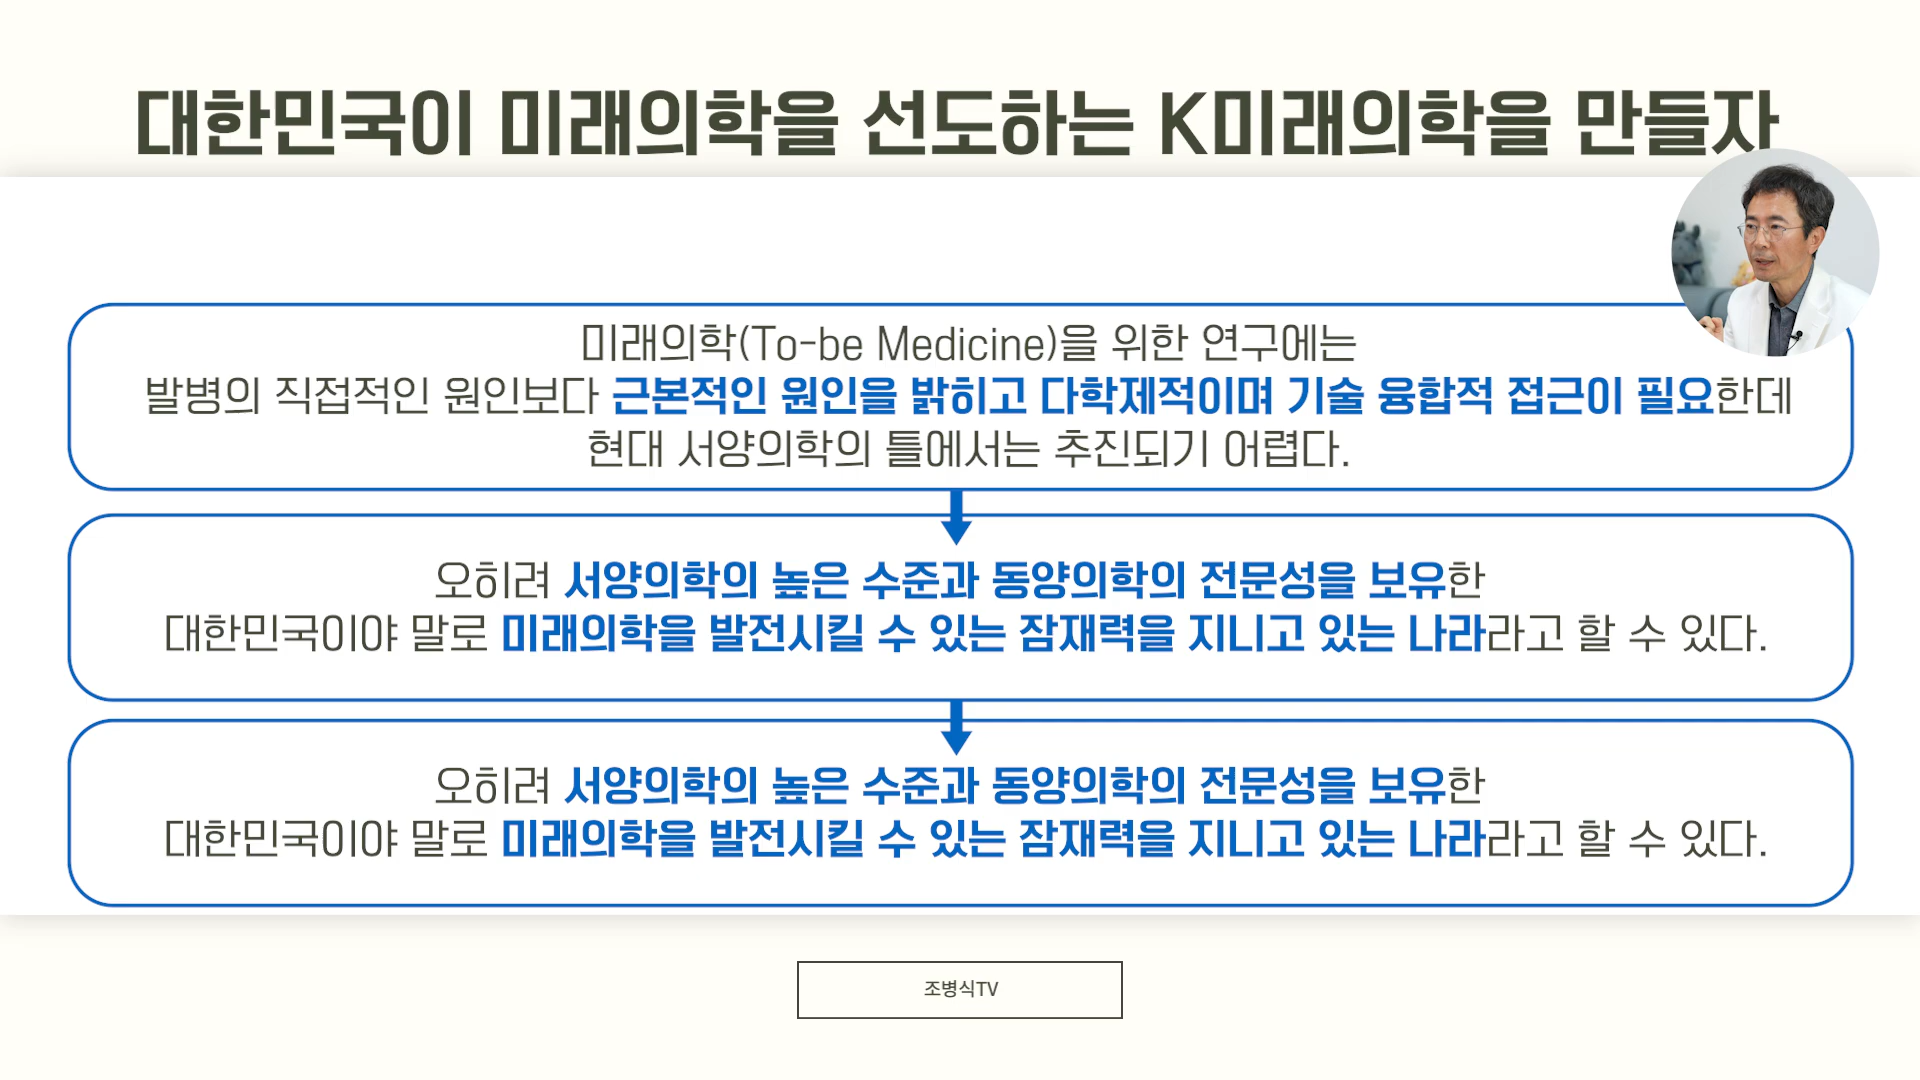 대한민국이 미래의학을 선도하는 K미래의학을 만들자
미래의학(To-be Medicine)을 위한 연구에는
발병의 직접적인 원인보다 근본적인 원인을 밝히고 다학제적이며 기술 융합적 접근이 필요한데
현대 서양의학의 틀에서는 추진되기 어렵다.
오히려 서양의학의 높은 수준과 동양의학의 전문성을 보유한
대한민국이야 말로 미래의학을 발전시킬 수 있는 잠재력을 지니고 있는 나라라고 할 수 있다.
오히려 서양의학의 높은 수준과 동양의학의 전문성을 보유한
대한민국이야 말로 미래의학을 발전시킬 수 있는 잠재력을 지니고 있는 나라라고 할 수 있다.
조병식TV